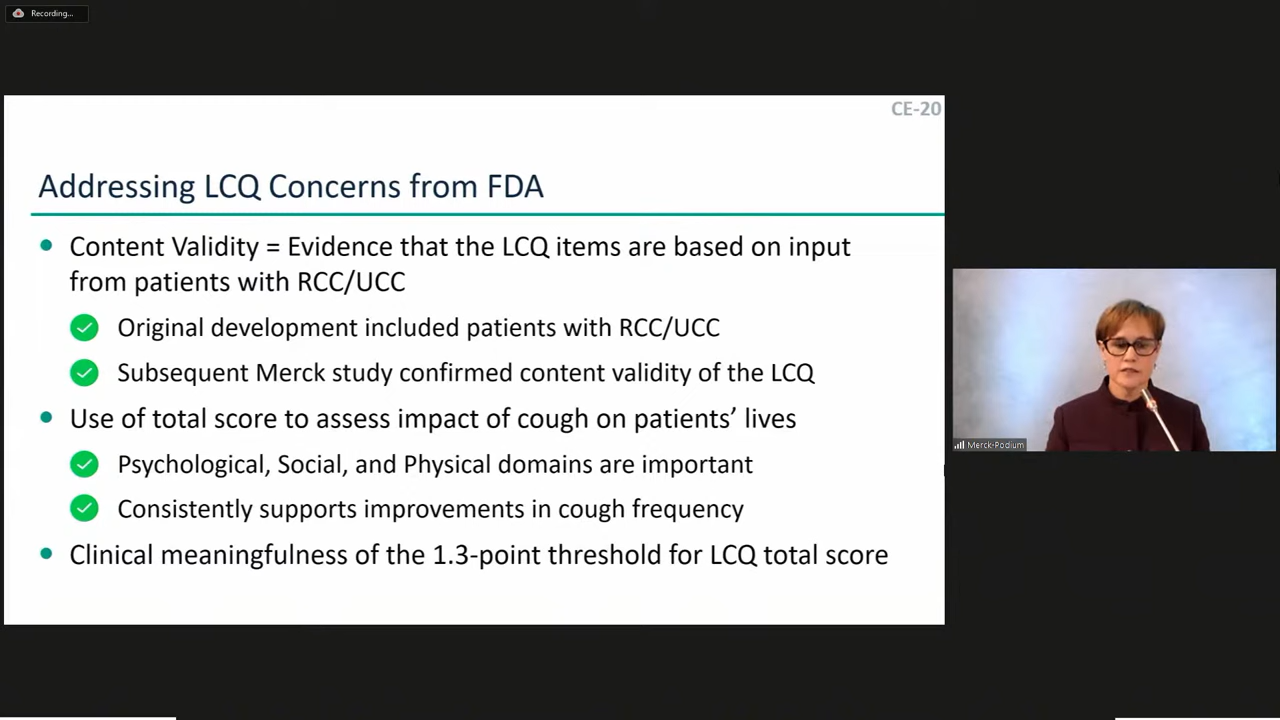 Recording...
CE-20
Addressing LCQ Concerns from FDA
Content Validity = Evidence that the LCQ items are based on input
from patients with RCC/UCC
Original development included patients with RCC/UCC
Subsequent Merck study confirmed content validity of the LCQ
Use of total score to assess impact of cough on patients’ lives
Psychological, Social, and Physical domains are important
Consistently supports improvements in cough frequency
Clinical meaningfulness of the 1.3-point threshold for LCQ total score
Merck-Podium